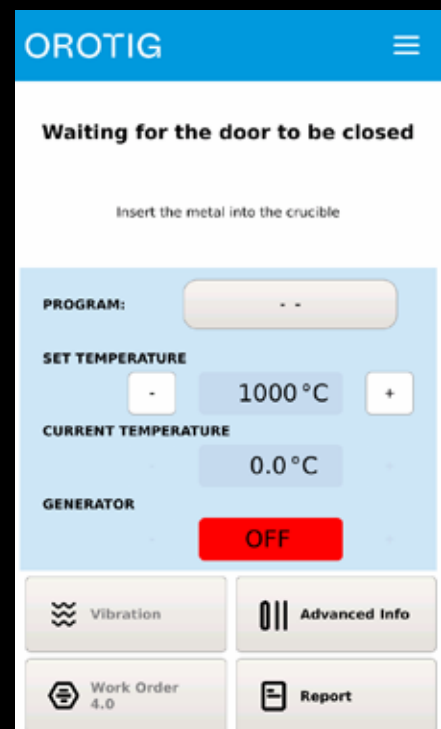 OROTIG
Waiting for the door to be closed
Insert the metal into the crucible
PROGRAM:
- -
SET TEMPERATURE
-
1000 °C
+
CURRENT TEMPERATURE
0.0 °C
GENERATOR
OFF
Vibration
Advanced Info
Work Order
4.0
Report